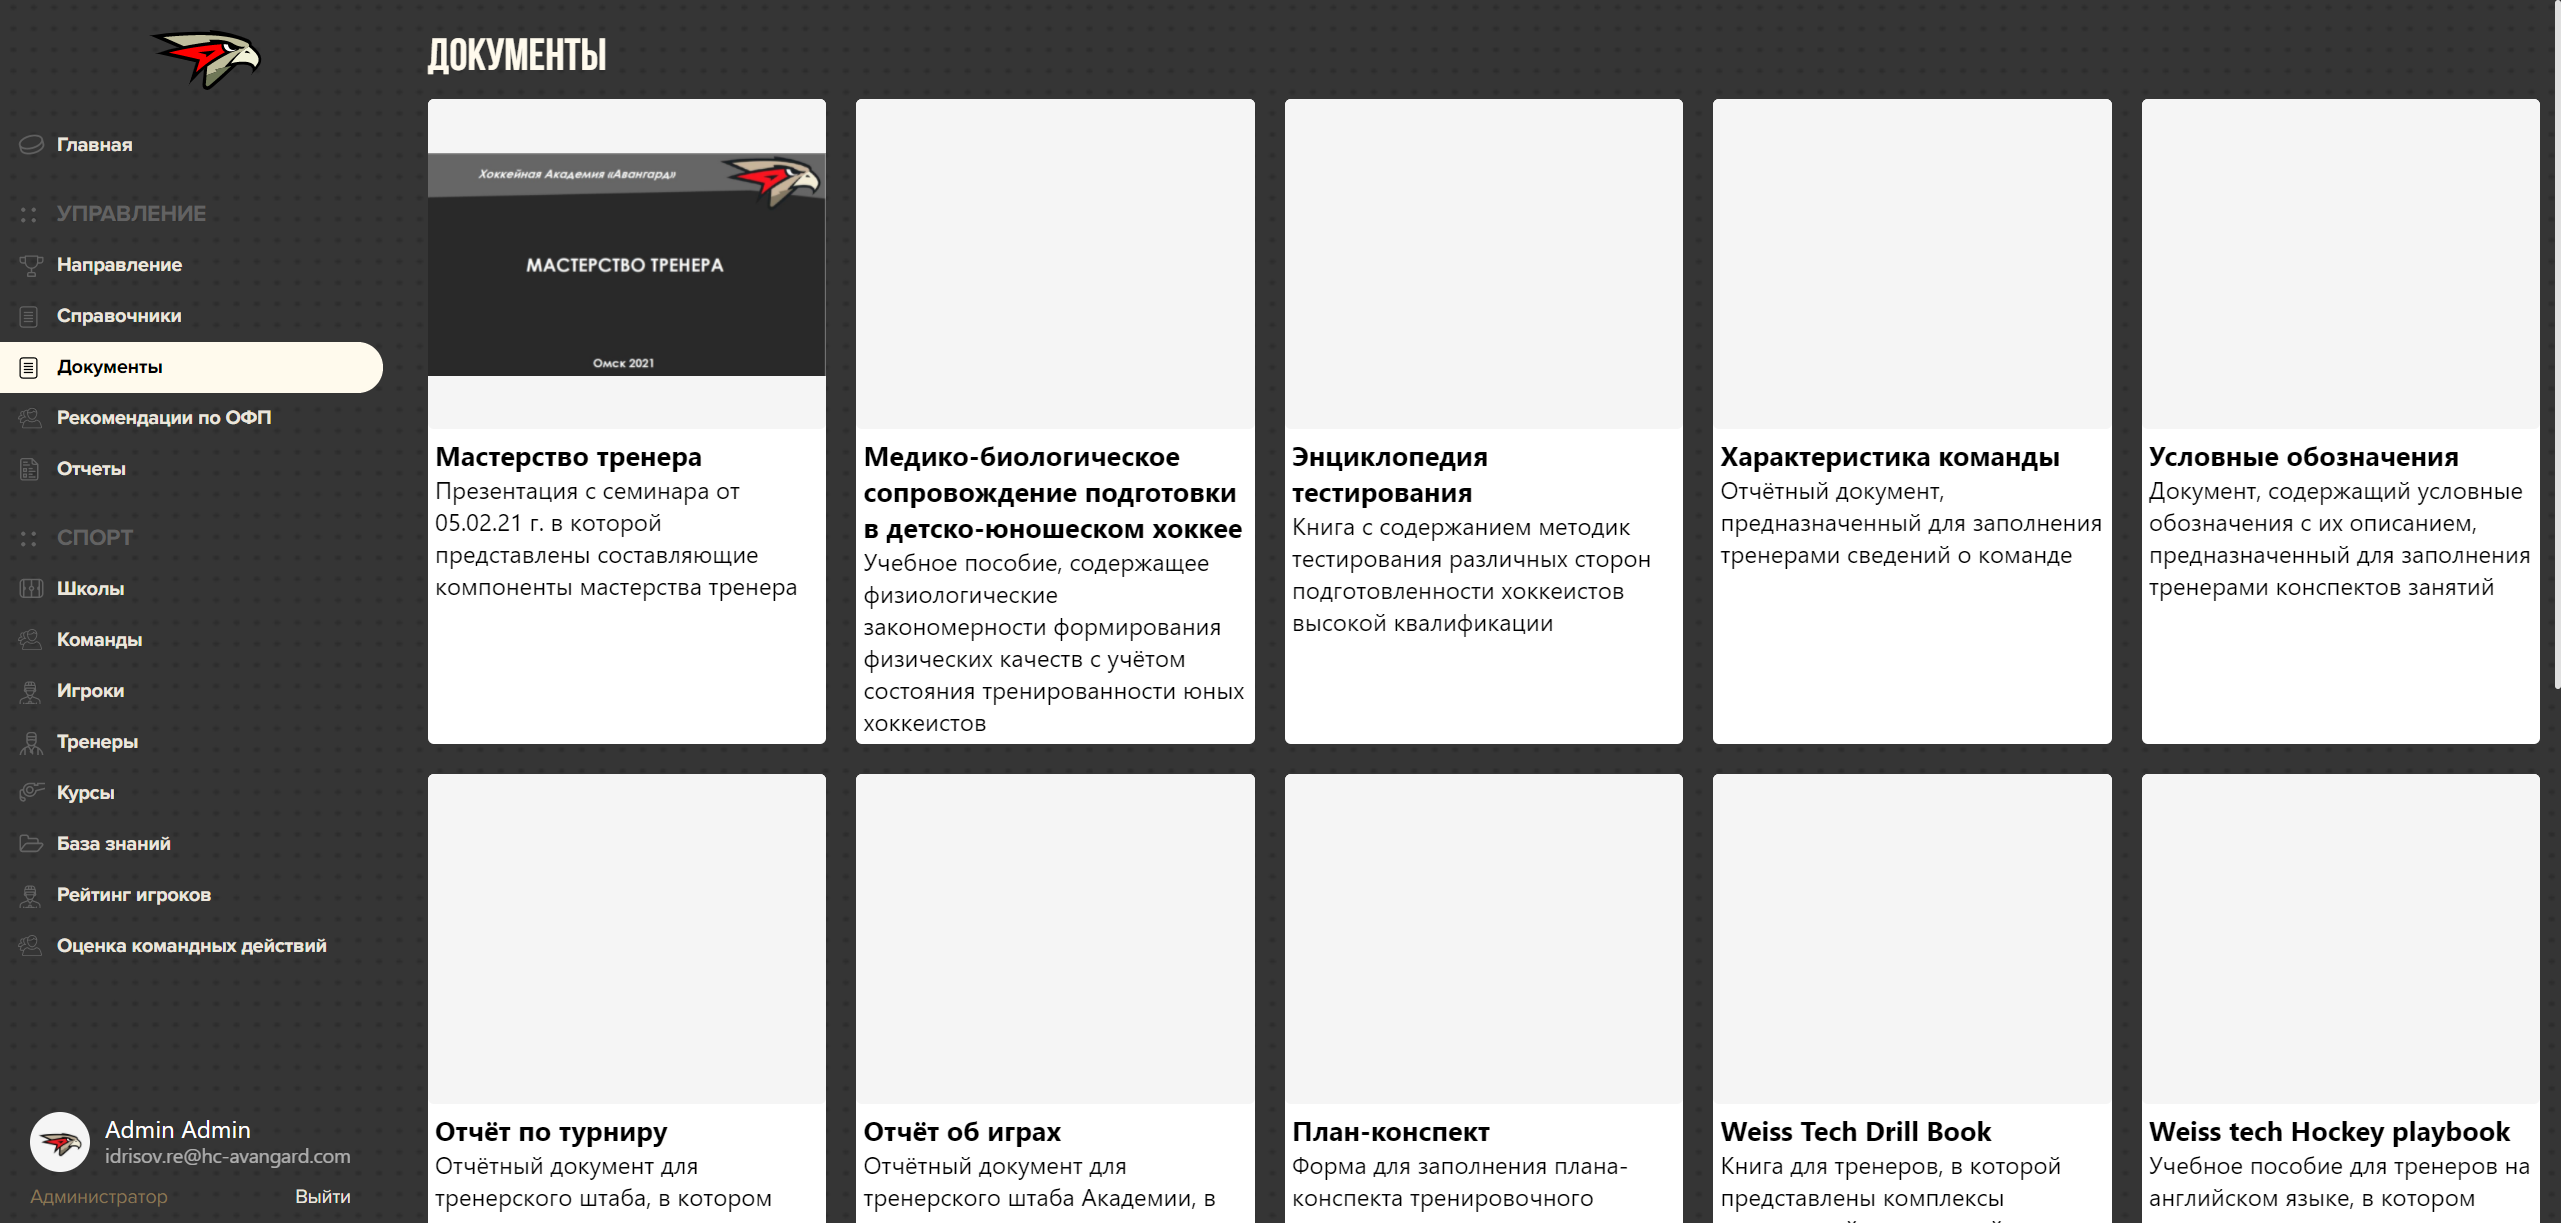 Главная
УПРАВЛЕНИЕ
Направление
Справочники
Документы
Рекомендации по ОФП
Отчеты
СПОРТ
Школы
Команды
Игроки
Тренеры
Курсы
База знаний
Рейтинг игроков
Оценка командных действий
Admin Admin
idrisov.re@hc-avangard.com
Администратор
Выйти
ДОКУМЕНТЫ
Хоккейная Академия «Авангард»
МАСТЕРСТВО ТРЕНЕРА
Омск 2021
Мастерство тренера
Презентация с семинара от
05.02.21 г. в которой
представлены составляющие
компоненты мастерства тренера
Медико-биологическое
сопровождение подготовки
в детско-юношеском хоккее
Учебное пособие, содержащее
физиологические
закономерности формирования
физических качеств с учётом
состояния тренированности юных
хоккеистов
Энциклопедия
тестирования
Книга с содержанием методик
тестирования различных сторон
подготовленности хоккеистов
высокой квалификации
Характеристика команды
Отчётный документ,
предназначенный для заполнения
тренерами сведений о команде
Условные обозначения
Документ, содержащий условные
обозначения с их описанием,
предназначенный для заполнения
тренерами конспектов занятий
Отчёт по турниру
Отчётный документ для
тренерского штаба, в котором
Отчёт об играх
Отчётный документ для
тренерского штаба Академии, в
План-конспект
Форма для заполнения плана-
конспекта тренировочного
Weiss Tech Drill Book
Книга для тренеров, в которой
представлены комплексы
Weiss tech Hockey playbook
Учебное пособие для тренеров на
английском языке, в котором